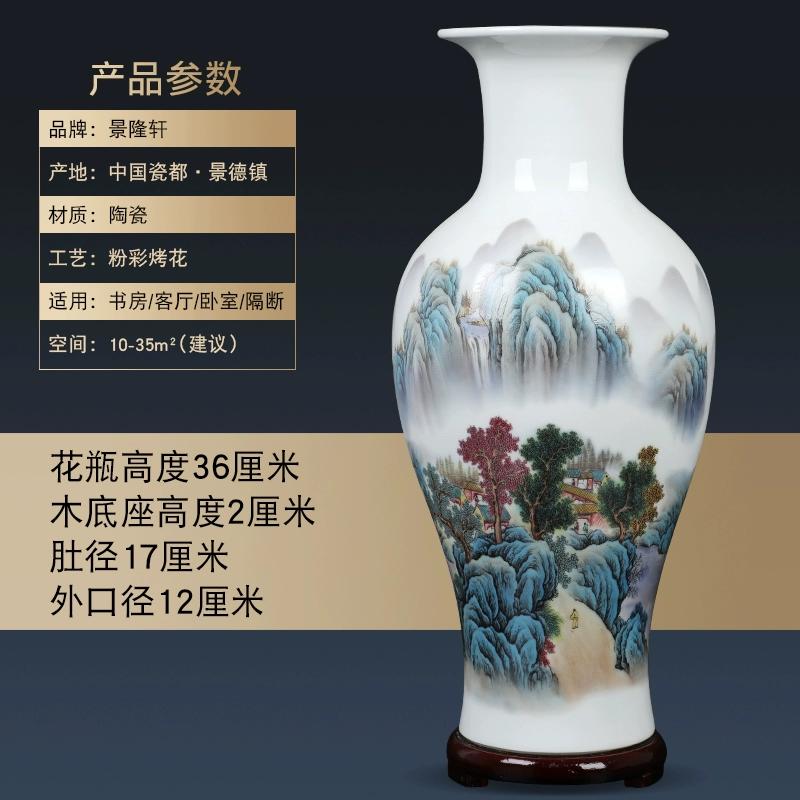 产品参数
品牌：景隆轩
产地：中国瓷都·景德镇
材质：陶瓷
工艺：粉彩烤花
适用：书房/客厅/卧室/隔断
空间：10-35m²(建议)
花瓶高度36厘米
木底座高度2厘米
肚径17厘米
外口径12厘米